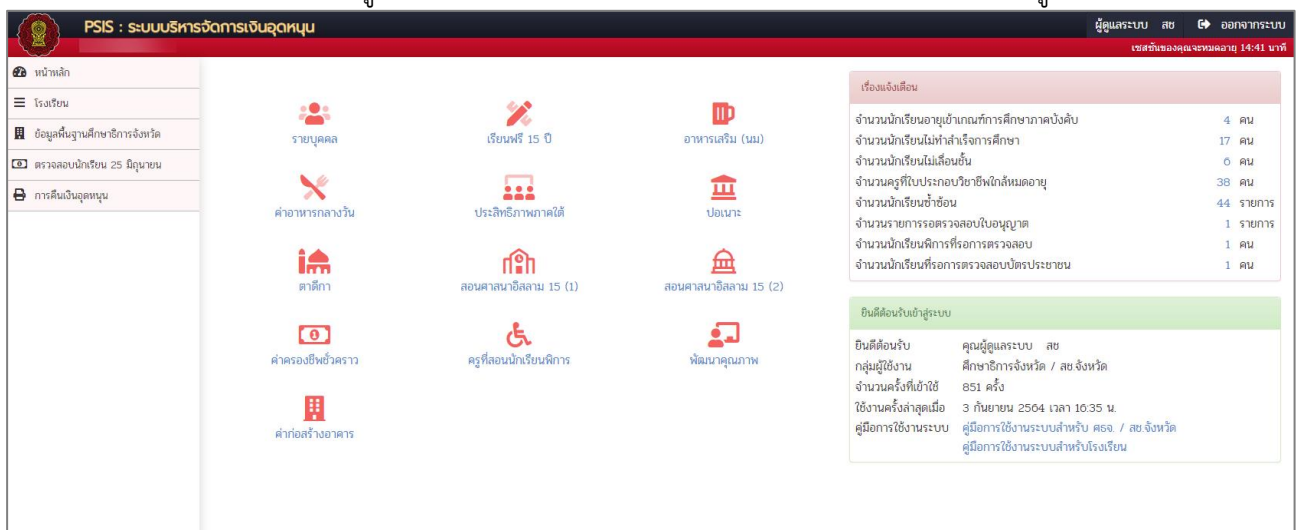 PSIS : ระบบบริหารจัดการเงินอุดหนุน
ผู้ดูแลระบบ สช ออกจากระบบ
เซสชันของคุณจะหมดอายุ 14:41 นาที
หน้าหลัก
โรงเรียน
ข้อมูลพื้นฐานศึกษาธิการจังหวัด
ตรวจสอบนักเรียน 25 มิถุนายน
การคืนเงินอุดหนุน
รายบุคคล
เรียนฟรี 15 ปี
อาหารเสริม (นม)
ค่าอาหารกลางวัน
ประสิทธิภาพภาคใต้
ปอเนาะ
ตาดีกา
สอนศาสนาอิสลาม 15 (1)
สอนศาสนาอิสลาม 15 (2)
ค่าครองชีพชั่วคราว
ครูที่สอนนักเรียนพิการ
พัฒนาคุณภาพ
ค่าก่อสร้างอาคาร
เรื่องแจ้งเตือน
จำนวนนักเรียนอายุเข้าเกณฑ์การศึกษาภาคบังคับ 4 คน
จำนวนนักเรียนไม่ทำสำเร็จการศึกษา 17 คน
จำนวนนักเรียนไม่เลื่อนชั้น 6 คน
จำนวนครูที่ใบประกอบวิชาชีพใกล้หมดอายุ 38 คน
จำนวนนักเรียนซ้ำซ้อน 44 รายการ
จำนวนรายการรอตรวจสอบใบอนุญาต 1 รายการ
จำนวนนักเรียนพิการที่รอการตรวจสอบ 1 คน
จำนวนนักเรียนที่รอการตรวจสอบบัตรประชาชน 1 คน
ยินดีต้อนรับเข้าสู่ระบบ
ยินดีต้อนรับ คุณผู้ดูแลระบบ สช
กลุ่มผู้ใช้งาน ศึกษาธิการจังหวัด / สช.จังหวัด
จำนวนครั้งที่เข้าใช้ 851 ครั้ง
ใช้งานครั้งล่าสุดเมื่อ 3 กันยายน 2564 เวลา 16:35 น.
คู่มือการใช้งานระบบ คู่มือการใช้งานระบบสำหรับ ศธจ. / สช.จังหวัด
คู่มือการใช้งานระบบสำหรับโรงเรียน